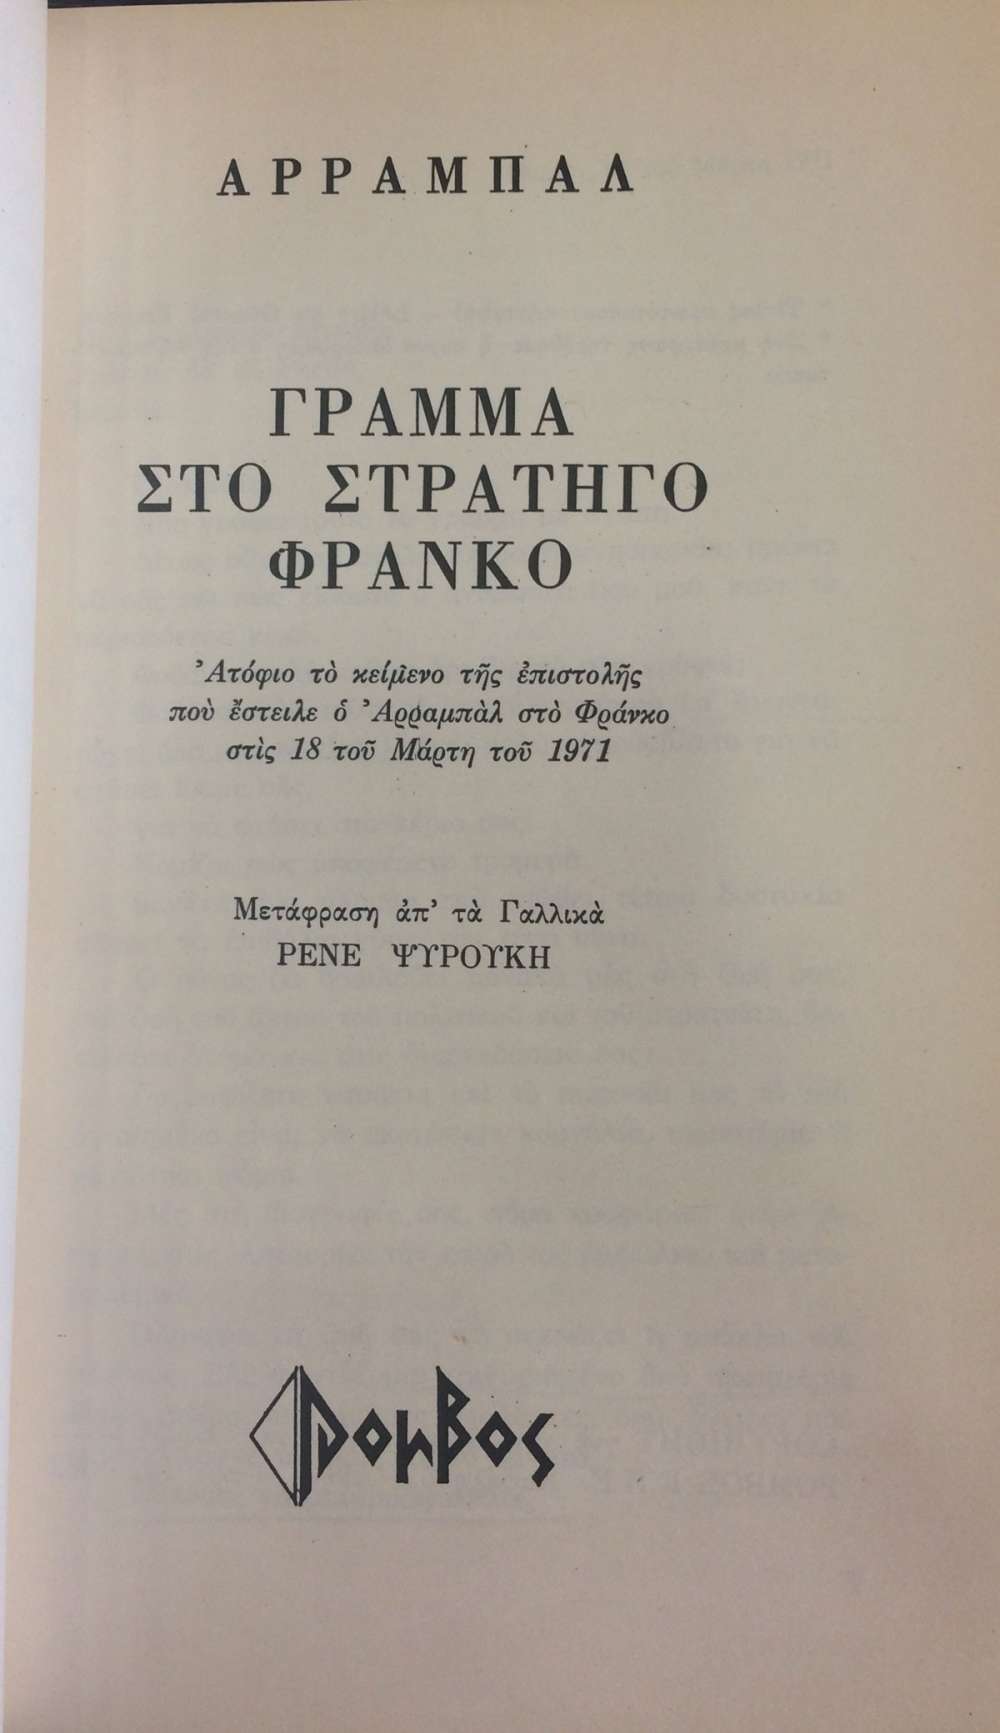 ΑΡΡΑΜΠΑΛ
ΓΡΑΜΜΑ
ΣΤΟ ΣΤΡΑΤΗΓΟ
ΦΡΑΝΚΟ
Ἀτόφιο τὸ κείμενο τῆς ἐπιστολῆς
ποὺ ἔστειλε ὁ Ἀρραμπὰλ στὸ Φράνκο
στὶς 18 τοῦ Μάρτη τοῦ 1971
Μετάφραση ἀπ’ τὰ Γαλλικὰ
ΡΕΝΕ ΨΥΡΟΥΚΗ
Ρομβος